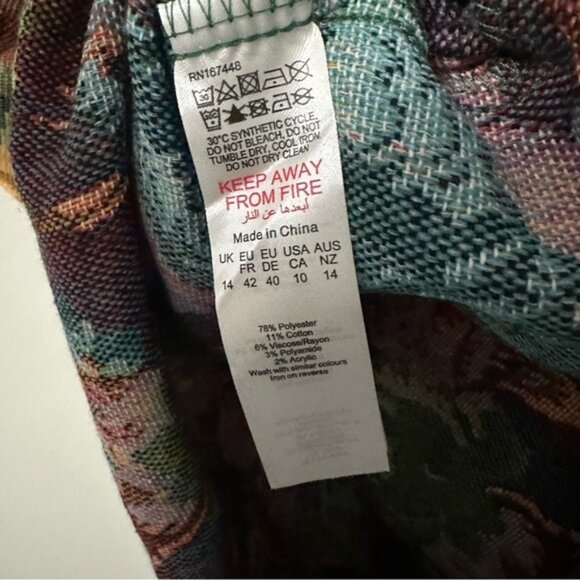 RN167448
30
30°C SYNTHETIC CYCLE,
DO NOT BLEACH, DO NOT
TUMBLE DRY, COOL IRON,
DO NOT DRY CLEAN
KEEP AWAY
FROM FIRE
أبعدها عن النار
Made in China
UK EU EU USA AUS
FR DE CA NZ
14 42 40 10 14
78% Polyester
11% Cotton
6% Viscose/Rayon
3% Polyamide
2% Acrylic
Wash with similar colours
Iron on reverse